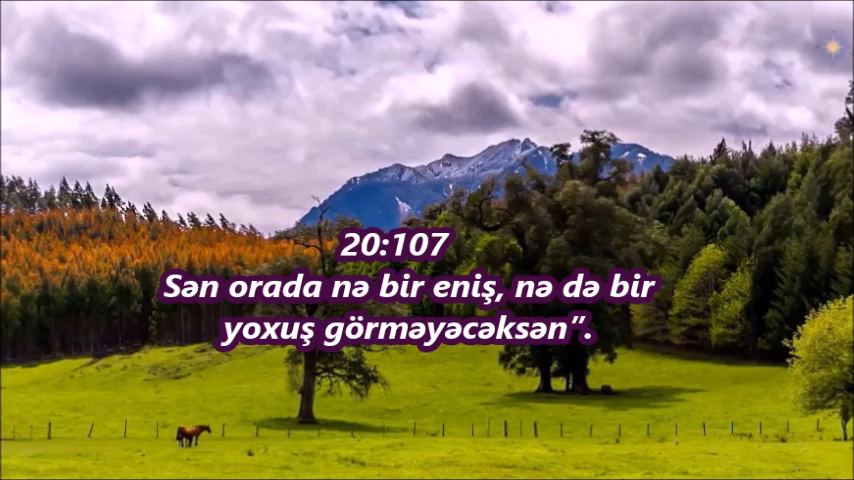 20:107
Sən orada nə bir eniş, nə də bir
yoxuş görməyəcəksən”.